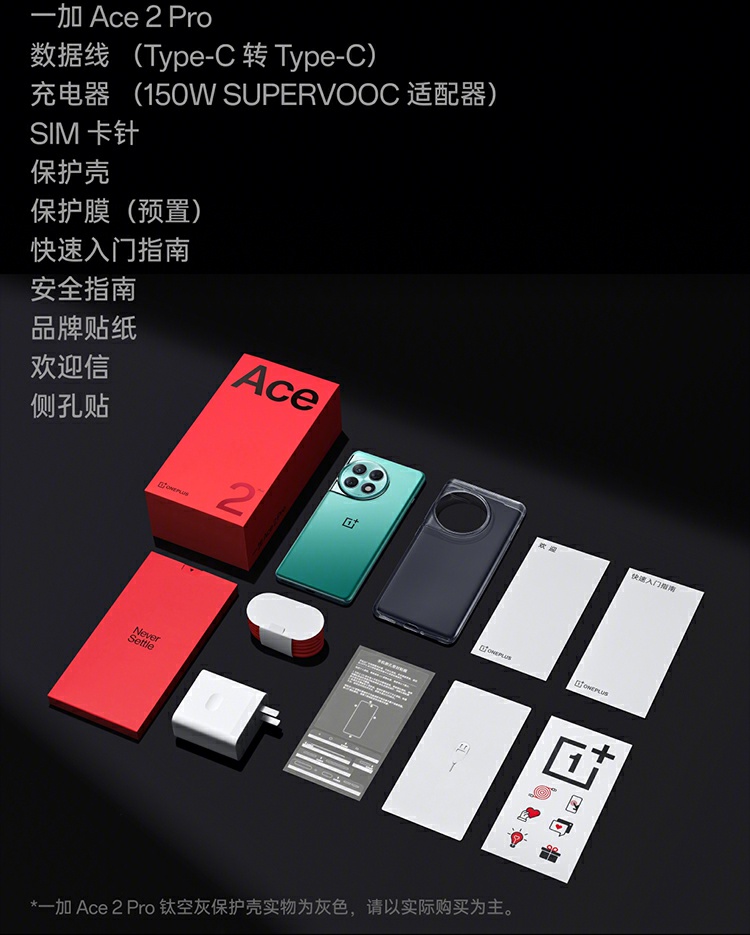 一加 Ace 2 Pro
数据线 （Type-C 转 Type-C）
充电器 （150W SUPERVOOC 适配器）
SIM 卡针
保护壳
保护膜（预置）
快速入门指南
安全指南
品牌贴纸
欢迎信
侧孔贴
Ace
2
ONEPLUS
Never
Settle
欢迎
ONEPLUS
快速入门指南
ONEPLUS
*一加 Ace 2 Pro 钛空灰保护壳实物为灰色，请以实际购买为主。